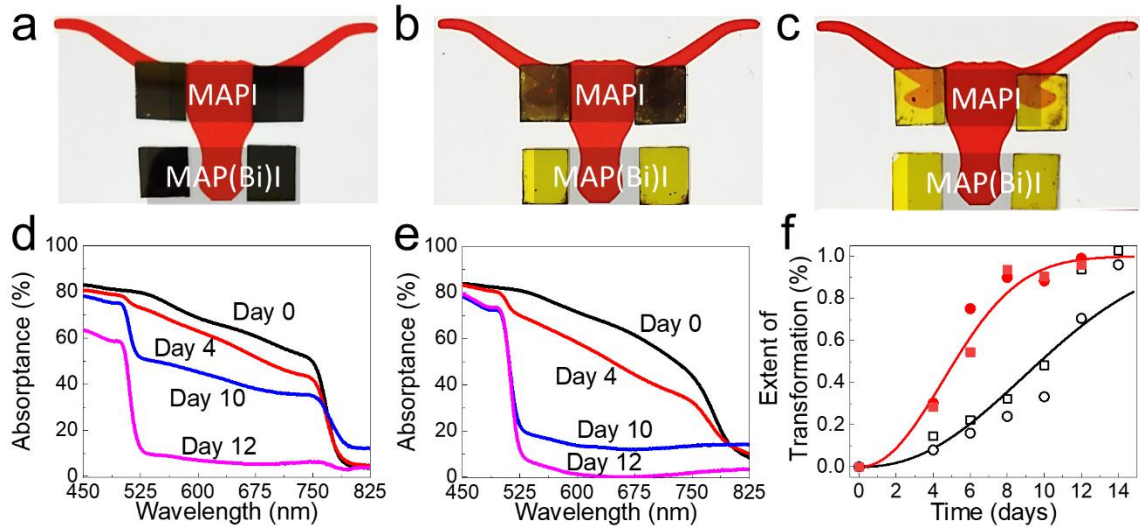 a
MAPI
MAP(Bi)I
b
MAPI
MAP(Bi)I
c
MAPI
MAP(Bi)I
d
100
80
60
40
20
0
Absorptance (%)
Day 0
Day 4
Day 10
Day 12
450 525 600 675 750 825
Wavelength (nm)
e
100
80
60
40
20
0
Absorptance (%)
Day 0
Day 4
Day 10
Day 12
450 525 600 675 750 825
Wavelength (nm)
f
1.0
0.8
0.6
0.4
0.2
0.0
Extent of
Transformation (%)
0 2 4 6 8 10 12 14
Time (days)